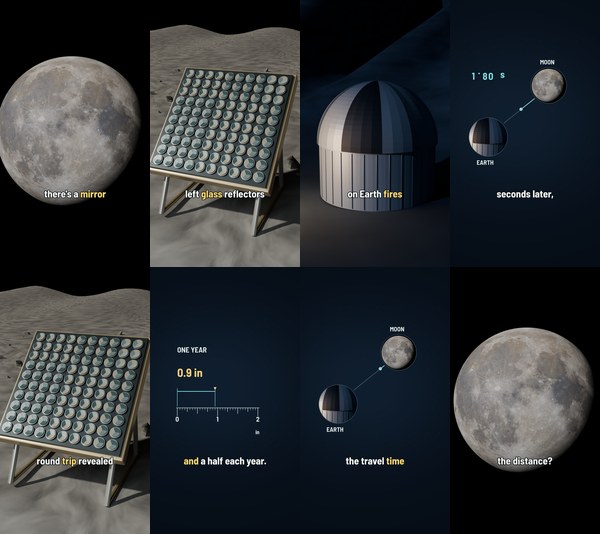 there's a mirror
left glass reflectors
on Earth fires
1.80 s
MOON
EARTH
seconds later,
round trip revealed
ONE YEAR
0.9 in
0 1 2
in
and a half each year.
MOON
EARTH
the travel time
the distance?